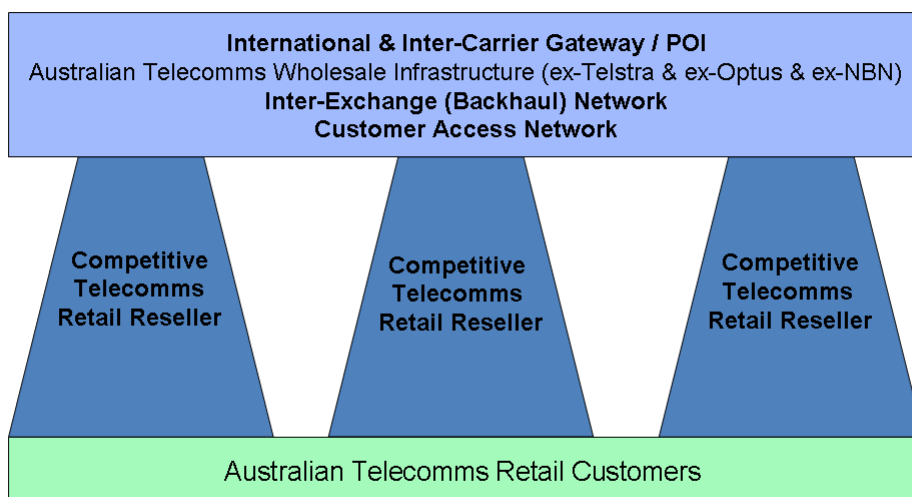 International & Inter-Carrier Gateway / POI
Australian Telecomms Wholesale Infrastructure (ex-Telstra & ex-Optus & ex-NBN)
Inter-Exchange (Backhaul) Network
Customer Access Network
Competitive
Telecomms
Retail Reseller
Competitive
Telecomms
Retail Reseller
Competitive
Telecomms
Retail Reseller
Australian Telecomms Retail Customers